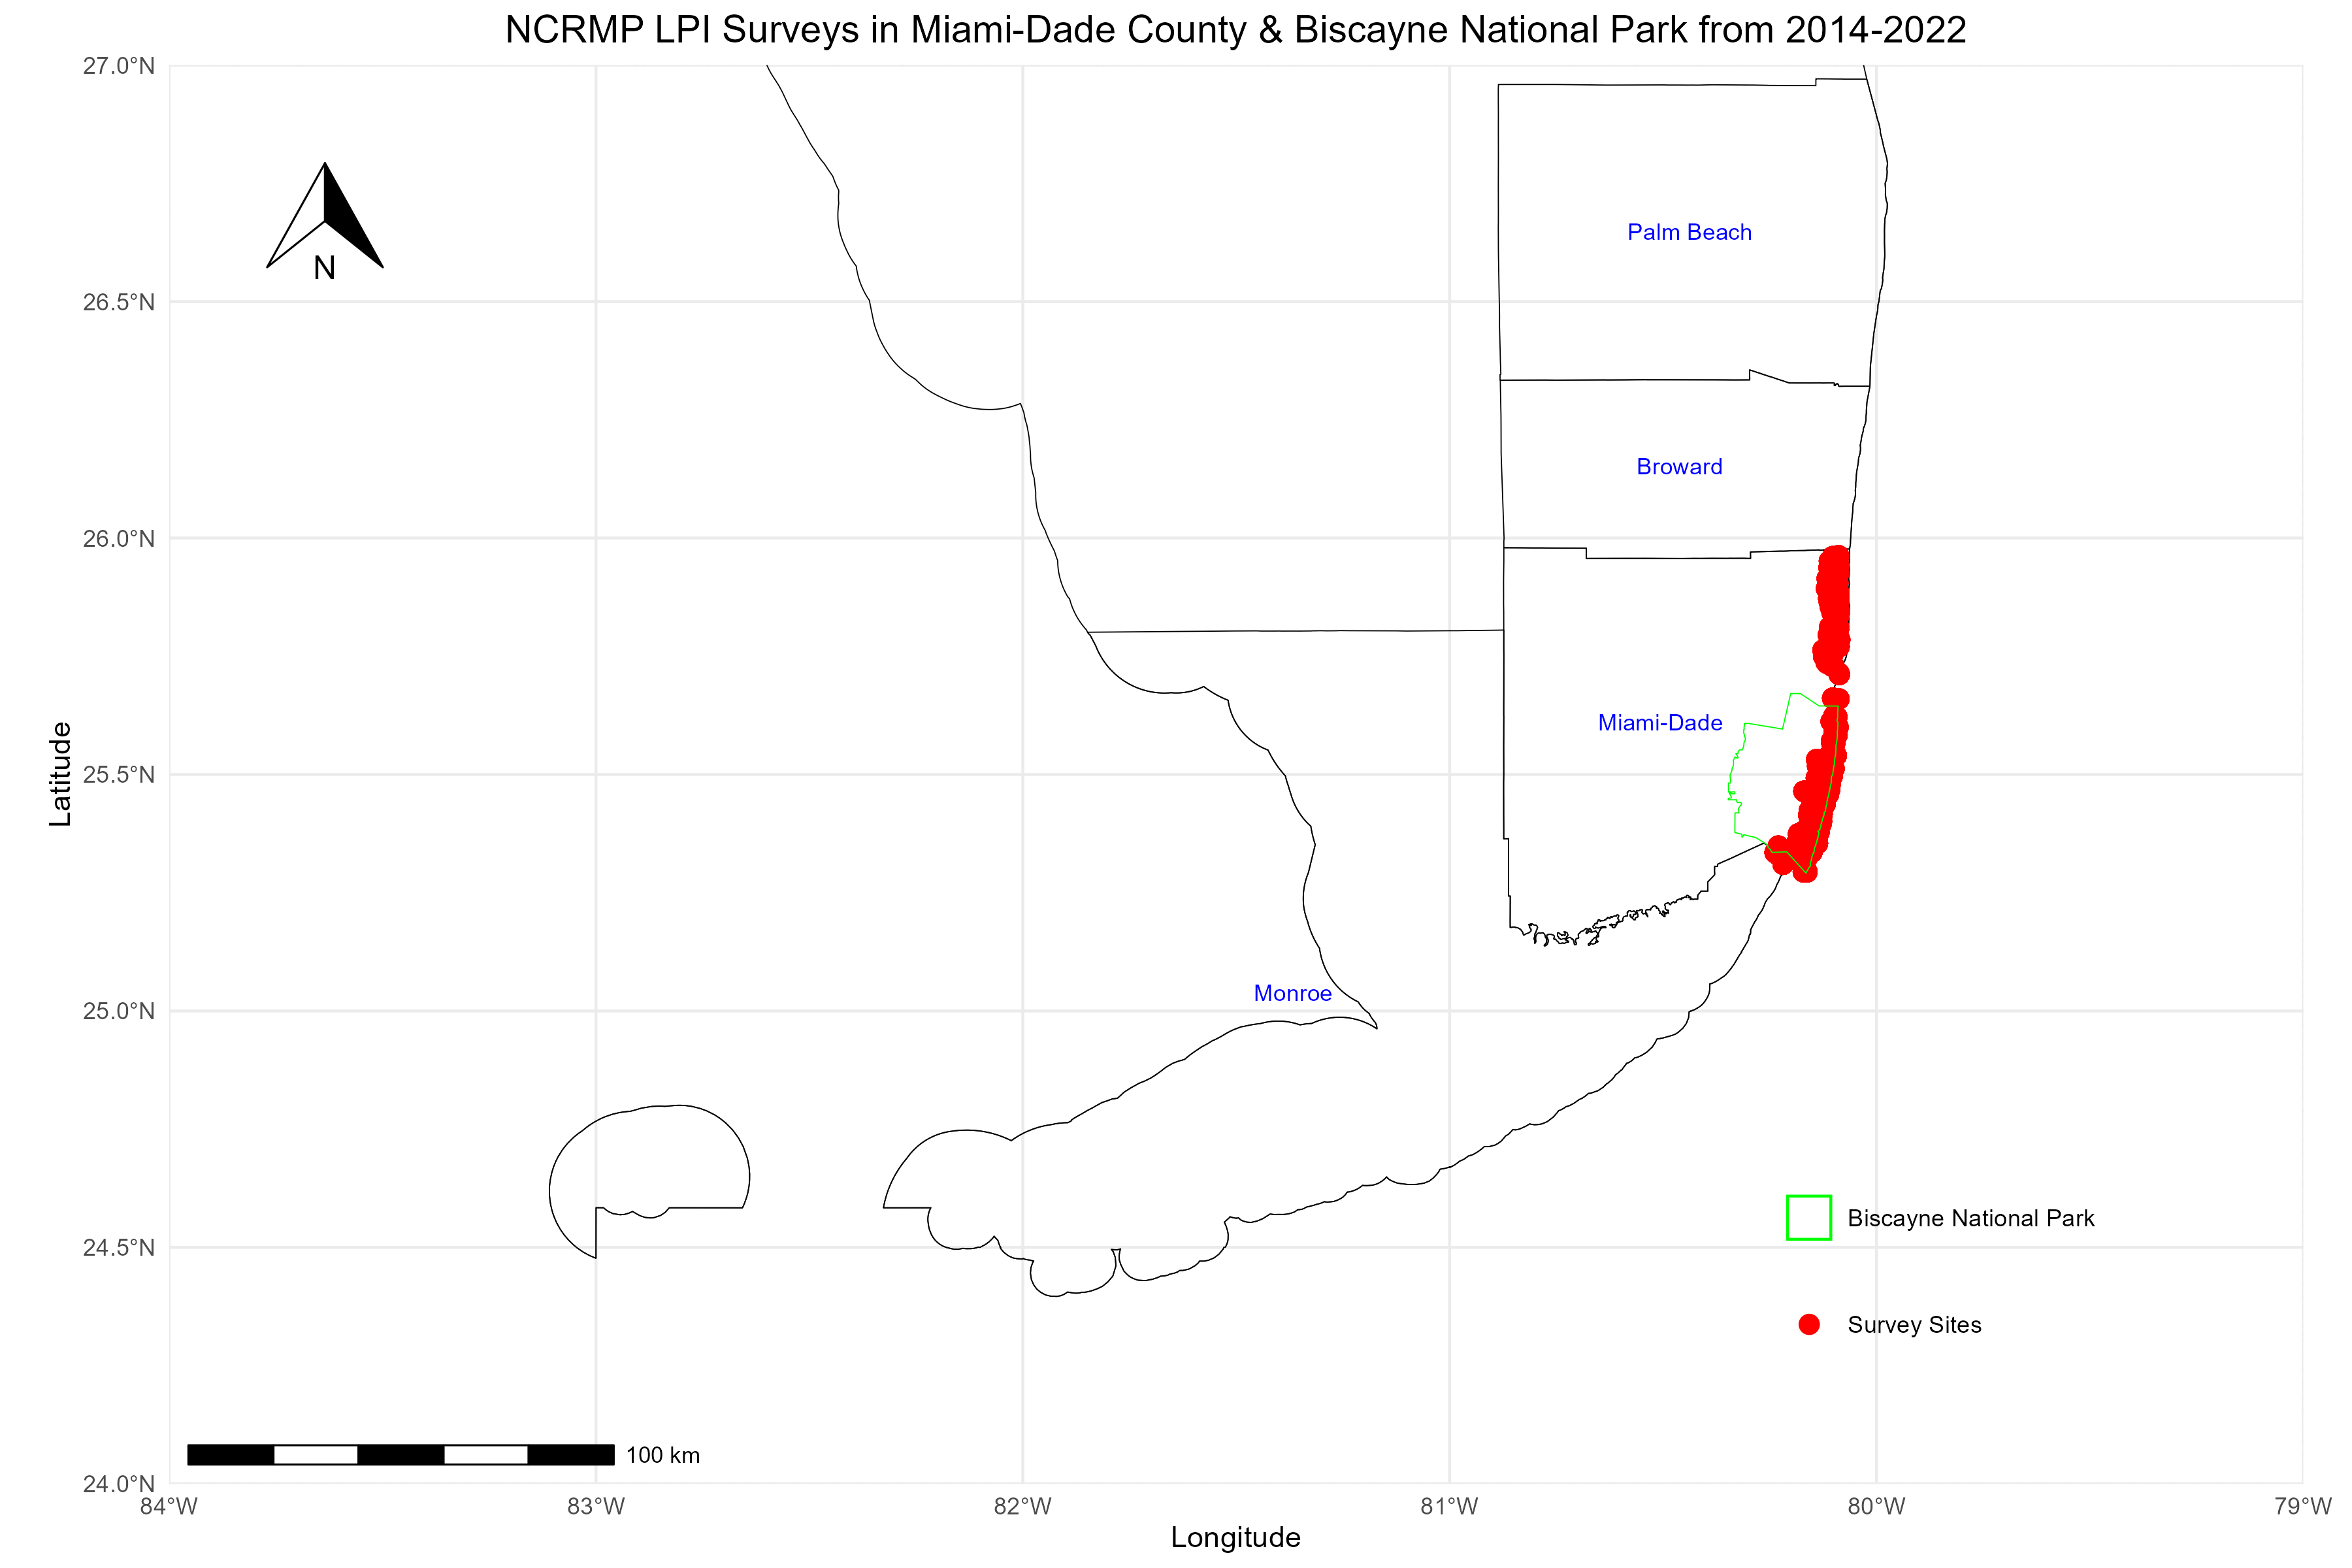 NCRMP LPI Surveys in Miami-Dade County & Biscayne National Park from 2014-2022
27.0°N
N
Palm Beach
26.5°N
Broward
26.0°N
Miami-Dade
Latitude
25.5°N
Monroe
25.0°N
Biscayne National Park
24.5°N
Survey Sites
100 km
24.0°N
84°W 83°W 82°W 81°W 80°W 79°W
Longitude